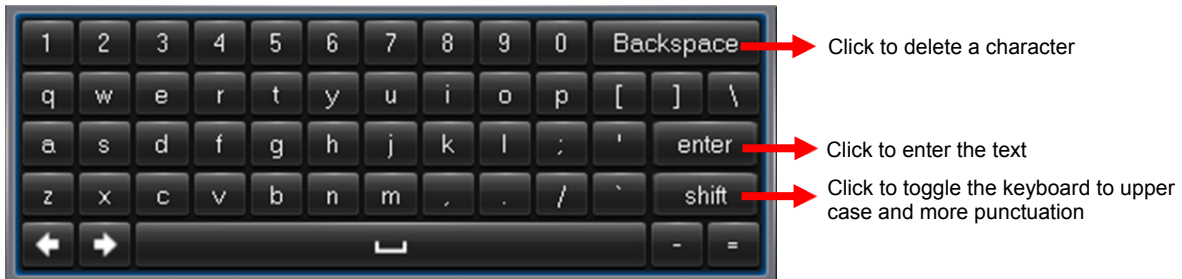 1 2 3 4 5 6 7 8 9 0 Backspace
Click to delete a character
q w e r t y u i o p [ ] \
a s d f g h j k l ; ' enter
Click to enter the text
z x c v b n m , . / ` shift
Click to toggle the keyboard to upper
case and more punctuation
- =